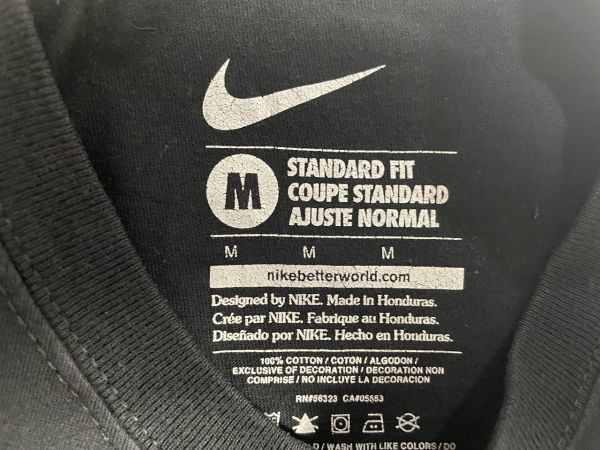 M
STANDARD FIT
COUPE STANDARD
AJUSTE NORMAL
M M M
nikebetterworld.com
Designed by NIKE. Made in Honduras.
Crée par NIKE. Fabrique au Honduras.
Diseñado por NIKE. Hecho en Honduras.
100% COTTON / COTON / ALGODON /
EXCLUSIVE OF DECORATION / DECORATION NON
COMPRISE / NO INCLUYE LA DECORACION
RN#56323 CA#05553
/ WASH WITH LIKE COLORS / DO